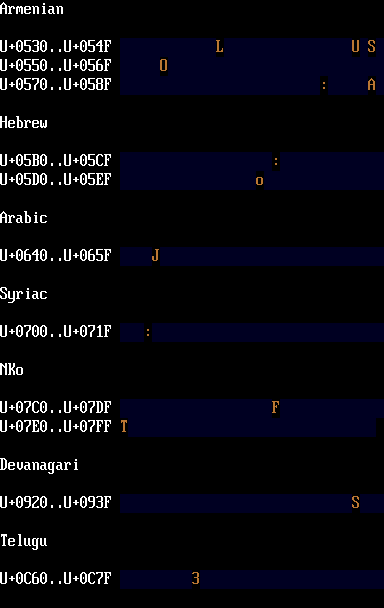 Armenian
U+0530..U+054F L U S
U+0550..U+056F O
U+0570..U+058F : A
Hebrew
U+05B0..U+05CF :
U+05D0..U+05EF o
Arabic
U+0640..U+065F J
Syriac
U+0700..U+071F :
NKo
U+07C0..U+07DF F
U+07E0..U+07FF T
Devanagari
U+0920..U+093F S
Telugu
U+0C60..U+0C7F 3